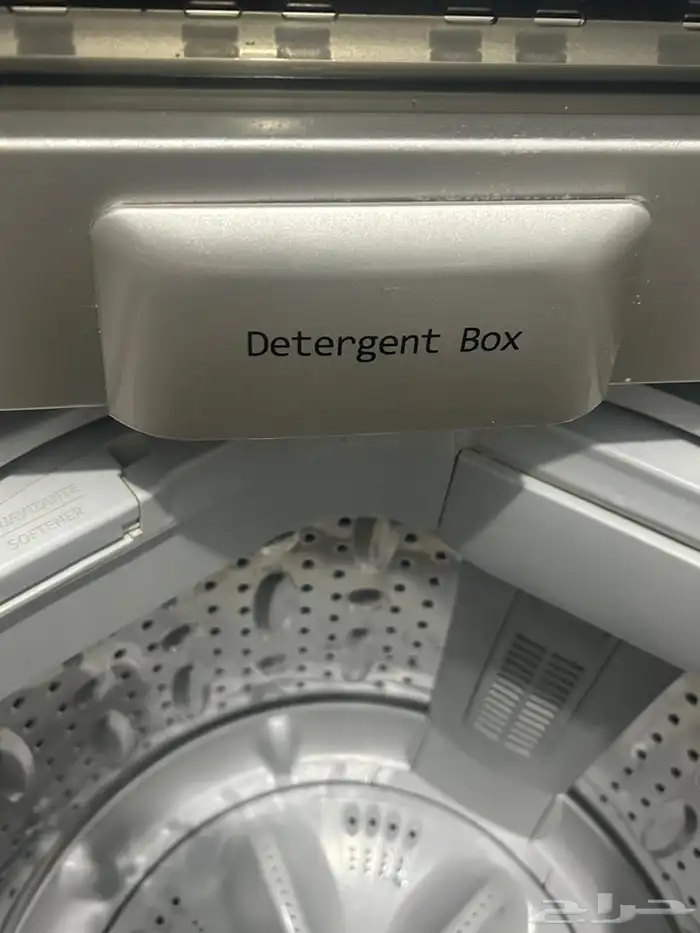 Detergent Box
SOFTENER
حراج